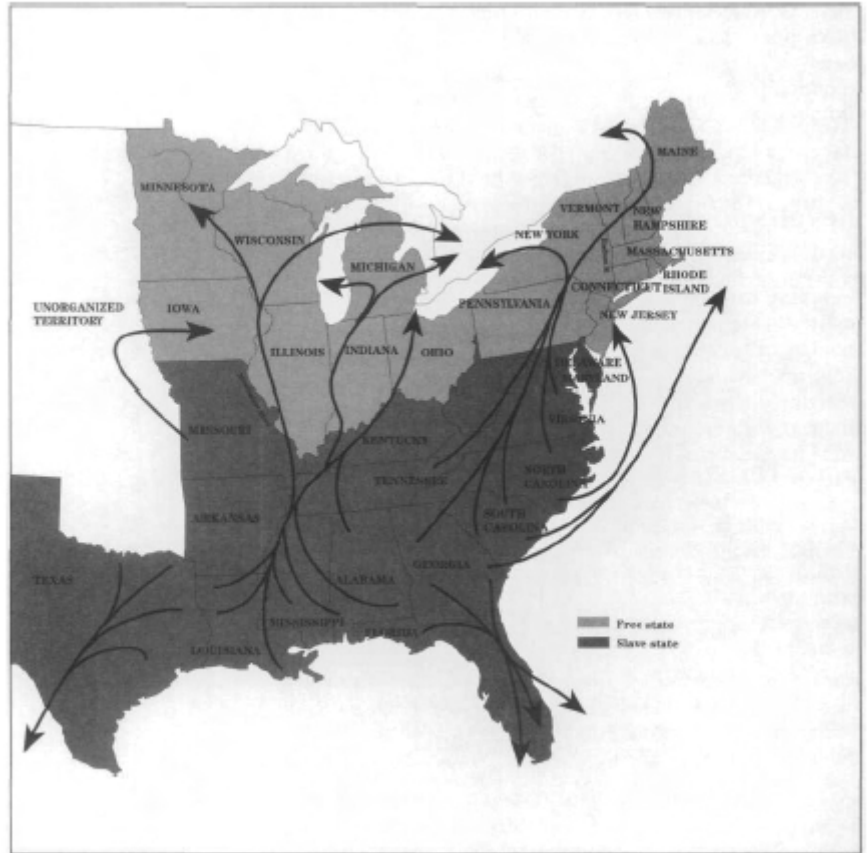 MAINE
MINNESOTA
VERMONT
NEW
HAMPSHIRE
WISCONSIN
NEW YORK
MASSACHUSETTS
MICHIGAN
RHODE
ISLAND
CONNECTICUT
PENNSYLVANIA
UNORGANIZED
TERRITORY
IOWA
NEW JERSEY
ILLINOIS
INDIANA
OHIO
DELAWARE
MARYLAND
VIRGINIA
MISSOURI
KENTUCKY
TENNESSEE
NORTH
CAROLINA
ARKANSAS
SOUTH
CAROLINA
TEXAS
ALABAMA
GEORGIA
MISSISSIPPI
FLORIDA
LOUISIANA
Free state
Slave state